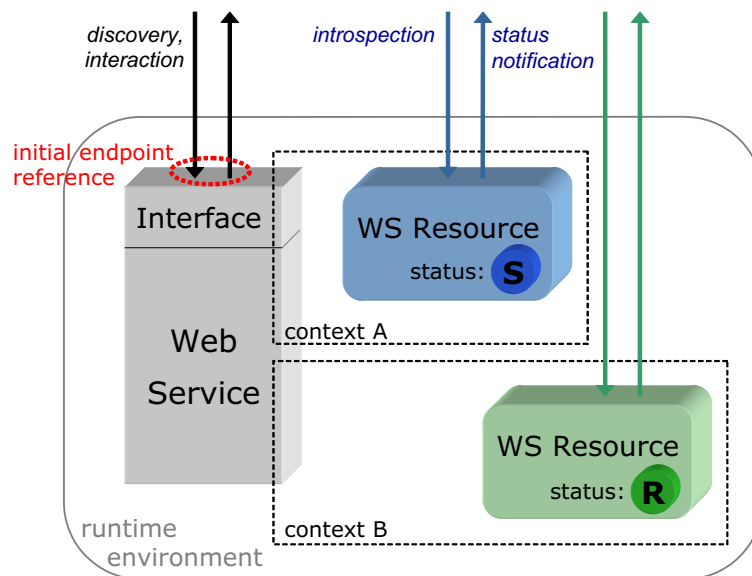 discovery,
interaction
introspection
status
notification
initial endpoint
reference
Interface
WS Resource
status: S
context A
Web
Service
WS Resource
status: R
context B
runtime
environment